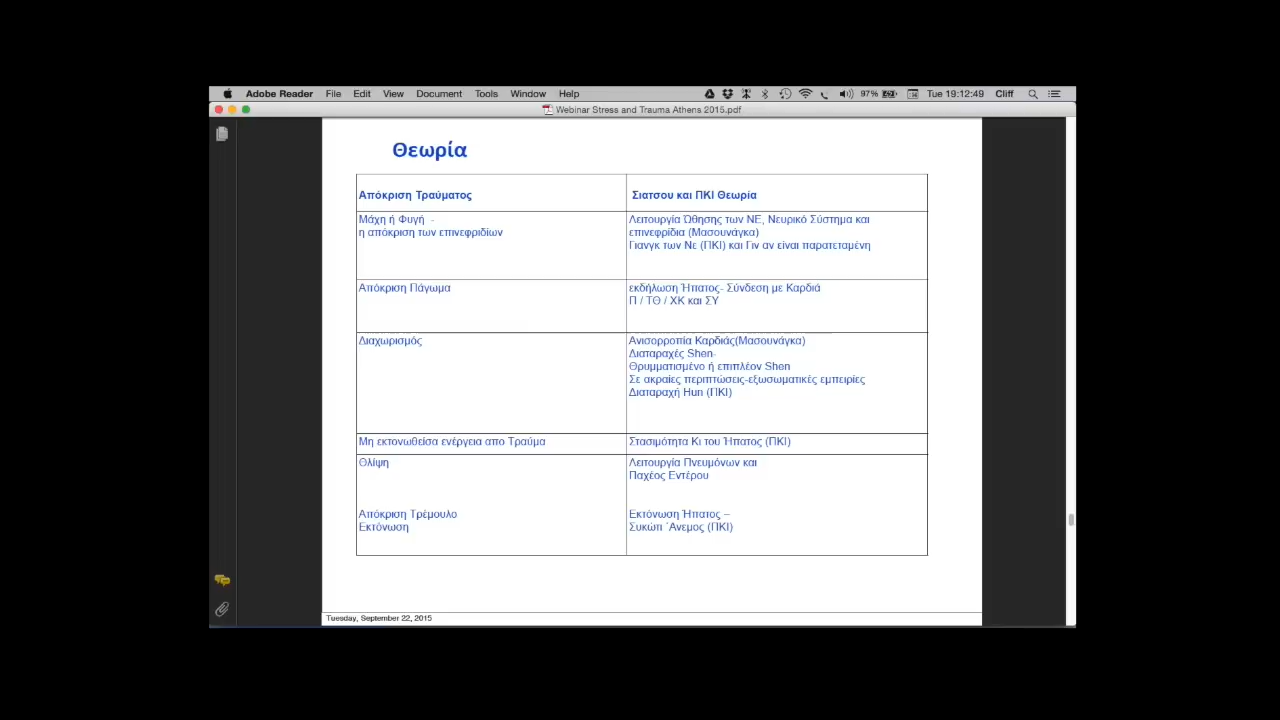 Adobe Reader File Edit View Document Tools Window Help 97% Tue 19:12:49 Cliff
Webinar Stress and Trauma Athens 2015.pdf
Θεωρία
Απόκριση Τραύματος
Σιατσου και ΠΚΙ Θεωρία
Μάχη ή Φυγή -
η απόκριση των επινεφριδίων
Λειτουργία Ώθησης των ΝΕ, Νευρικό Σύστημα και
επινεφρίδια (Μασουνάγκα)
Γιανγκ των Νε (ΠΚΙ) και Γιν αν είναι παρατεταμένη
Απόκριση Πάγωμα
εκδήλωση Ήπατος- Σύνδεση με Καρδιά
Π / ΤΘ / ΧΚ και ΣΥ
Διαχωρισμός
Ανισορροπία Καρδιάς(Μασουνάγκα)
Διαταραχές Shen-
Θρυμματισμένο ή επιπλέον Shen
Σε ακραίες περιπτώσεις-εξωσωματικές εμπειρίες
Διαταραχή Hun (ΠΚΙ)
Μη εκτονωθείσα ενέργεια απο Τραύμα
Στασιμότητα Κι του Ήπατος (ΠΚΙ)
Θλίψη
Λειτουργία Πνευμόνων και
Παχέος Εντέρου
Απόκριση Τρέμουλο
Εκτόνωση
Εκτόνωση Ήπατος –
Συκώτι ΄Ανεμος (ΠΚΙ)
Tuesday, September 22, 2015